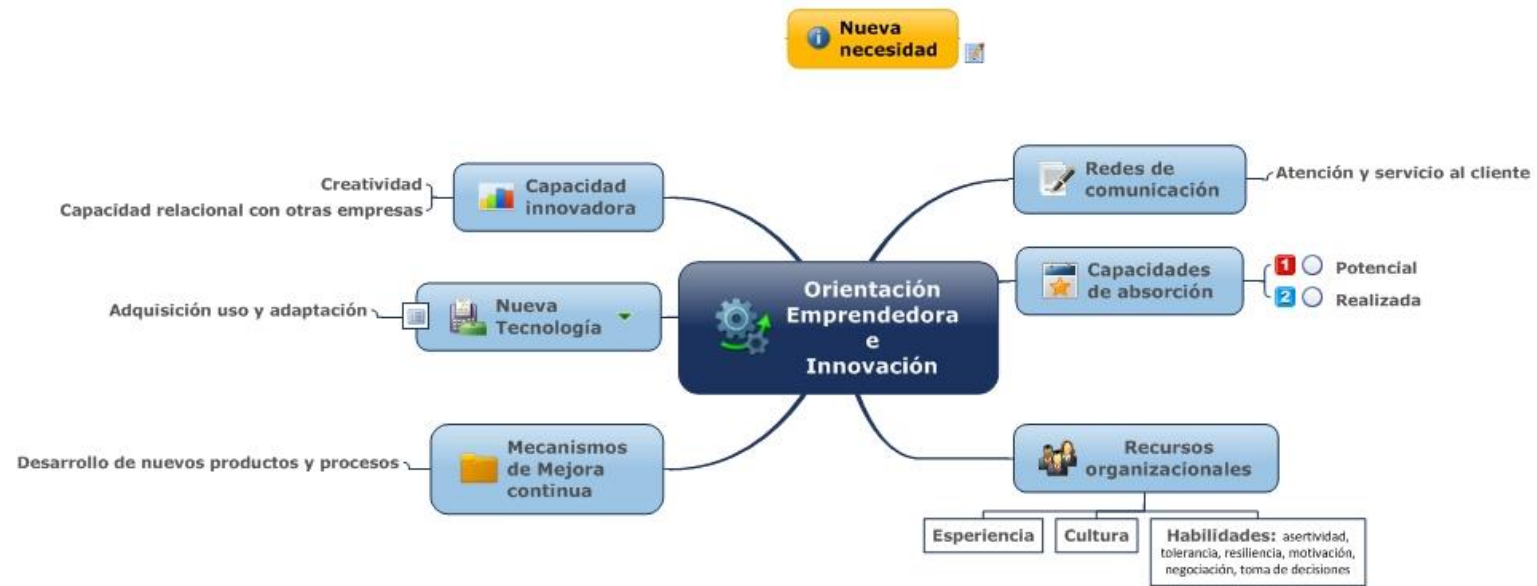 Nueva
necesidad
Creatividad
Capacidad relacional con otras empresas
Capacidad
innovadora
Adquisición uso y adaptación
Nueva
Tecnología
Desarrollo de nuevos productos y procesos
Mecanismos
de Mejora
continua
Orientación
Emprendedora
e
Innovación
Redes de
comunicación
Atención y servicio al cliente
Capacidades
de absorción
1 Potencial
2 Realizada
Recursos
organizacionales
Esperiencia
Cultura
Habilidades: asertividad,
tolerancia, resiliencia, motivación,
negociación, toma de decisiones